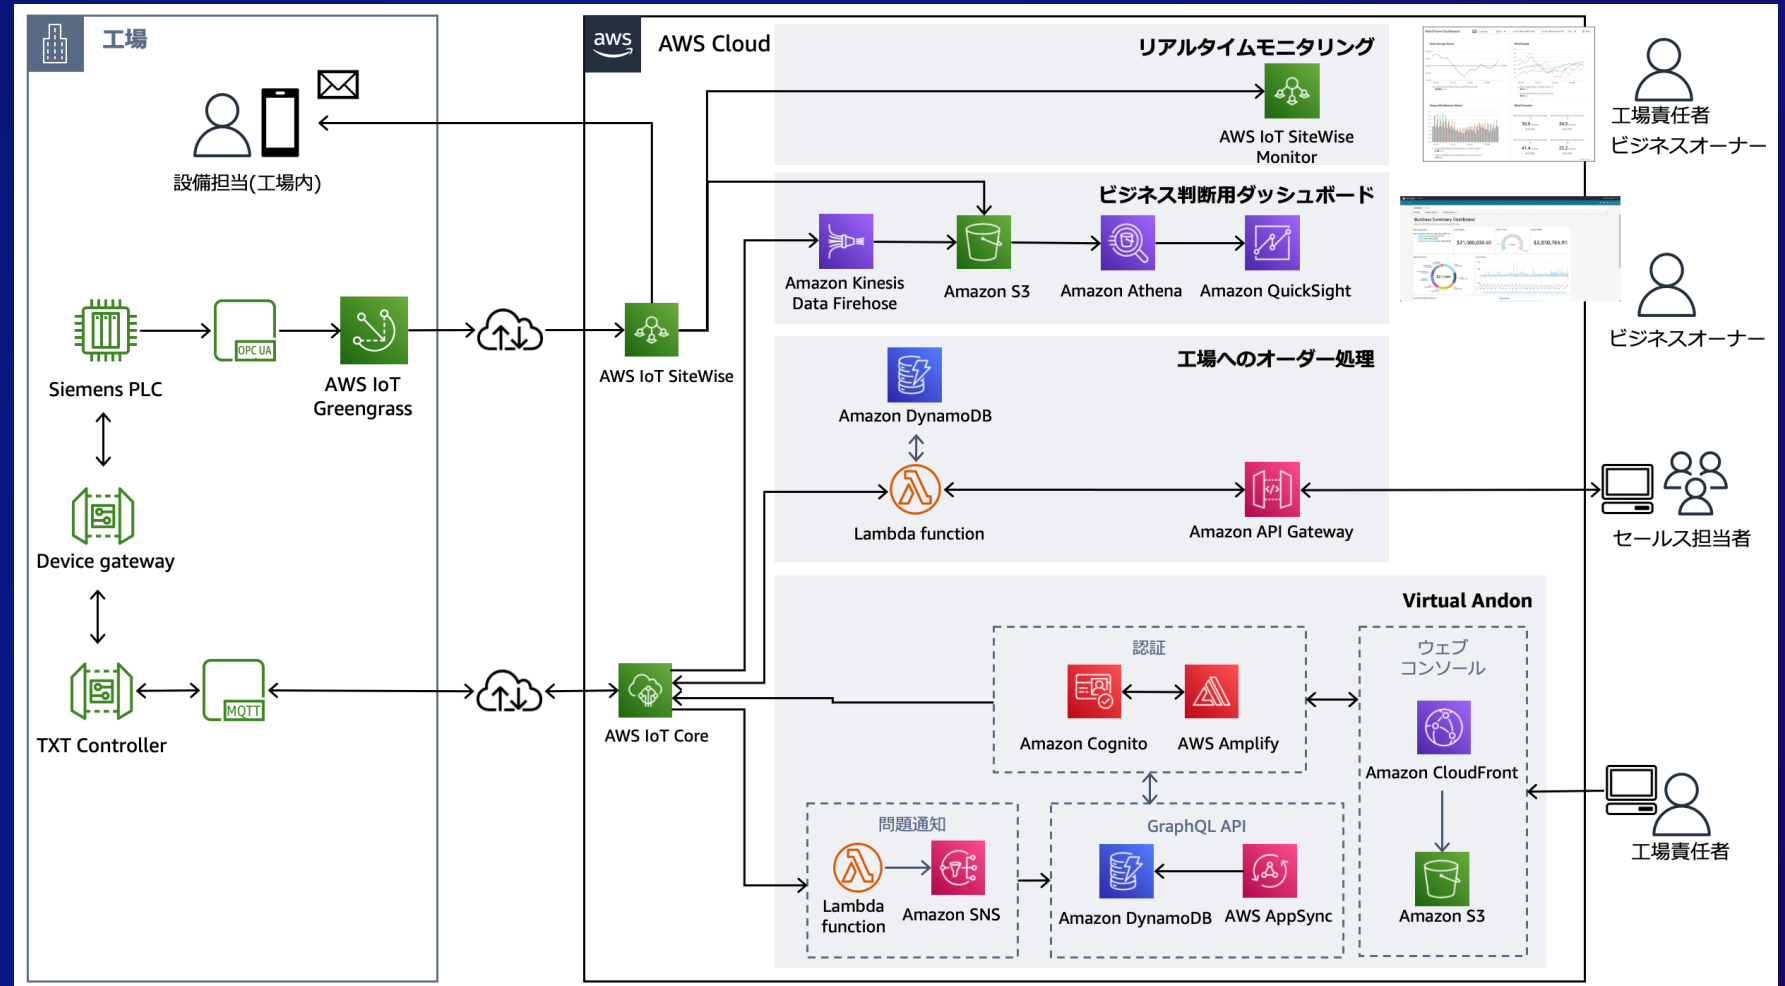 工場
設備担当(工場内)
Siemens PLC
OPC UA
AWS IoT
Greengrass
Device gateway
TXT Controller
MQTT
aws
AWS Cloud
AWS IoT SiteWise
AWS IoT Core
リアルタイムモニタリング
AWS IoT SiteWise
Monitor
工場責任者
ビジネスオーナー
ビジネス判断用ダッシュボード
Amazon Kinesis
Data Firehose
Amazon S3
Amazon Athena
Amazon QuickSight
Business Summary Dashboard
ビジネスオーナー
工場へのオーダー処理
Amazon DynamoDB
Lambda function
Amazon API Gateway
セールス担当者
Virtual Andon
認証
Amazon Cognito
AWS Amplify
ウェブ
コンソール
Amazon CloudFront
Amazon S3
問題通知
Lambda
function
Amazon SNS
GraphQL API
Amazon DynamoDB
AWS AppSync
工場責任者